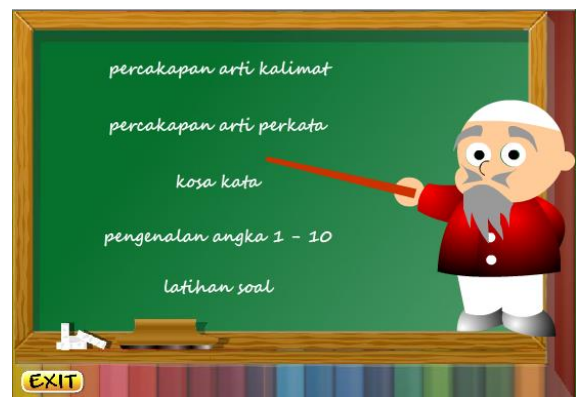 percakapan arti kalimat
percakapan arti perkata
kosa kata
pengenalan angka 1 - 10
latihan soal
EXIT